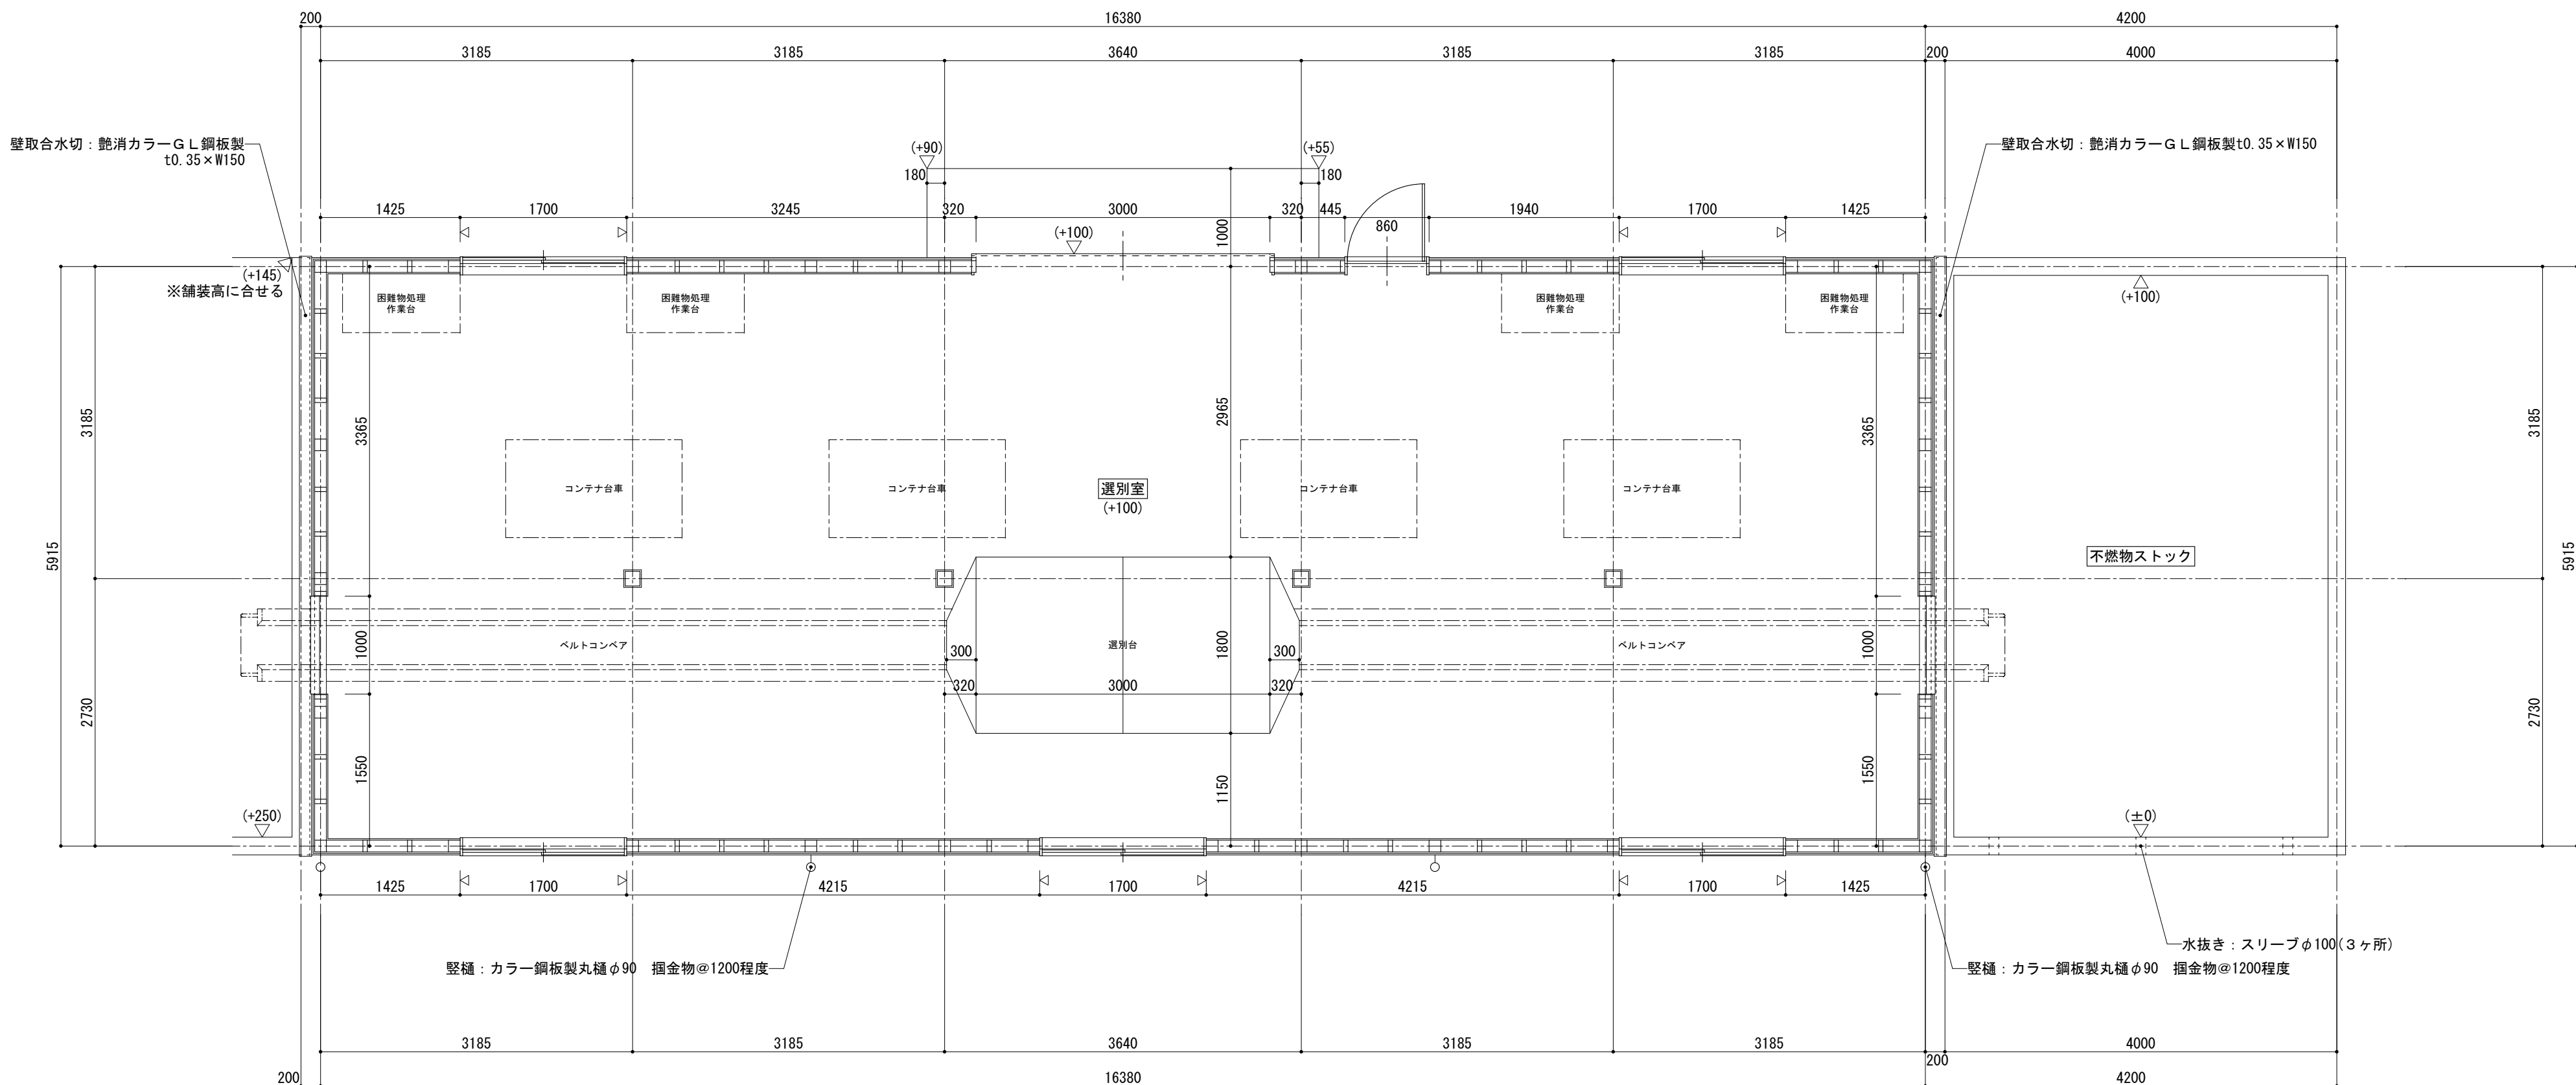 200
16380
4200
3185
3185
3640
3185
3185
200
4000
壁取合水切：艶消カラーＧＬ鋼板製
t0.35×W150
(+90)
(+55)
壁取合水切：艶消カラーＧＬ鋼板製t0.35×W150
180
180
1425
1700
3245
320
3000
320
445
860
1940
1700
1425
1000
(+100)
(+145)
※舗装高に合せる
(+100)
困難物処理
作業台
困難物処理
作業台
困難物処理
作業台
困難物処理
作業台
3185
3365
2965
3365
3185
コンテナ台車
コンテナ台車
選別室
(+100)
コンテナ台車
コンテナ台車
5915
不燃物ストック
5915
1000
ベルトコンベア
300
選別台
1800
300
ベルトコンベア
1000
320
3000
320
2730
2730
1550
1150
1550
(+250)
(±0)
1425
1700
4215
1700
4215
1700
1425
水抜き：スリーブφ100(３ヶ所)
竪樋：カラー鋼板製丸樋φ90　掴金物@1200程度
竪樋：カラー鋼板製丸樋φ90　掴金物@1200程度
3185
3185
3640
3185
3185
200
4000
200
16380
4200